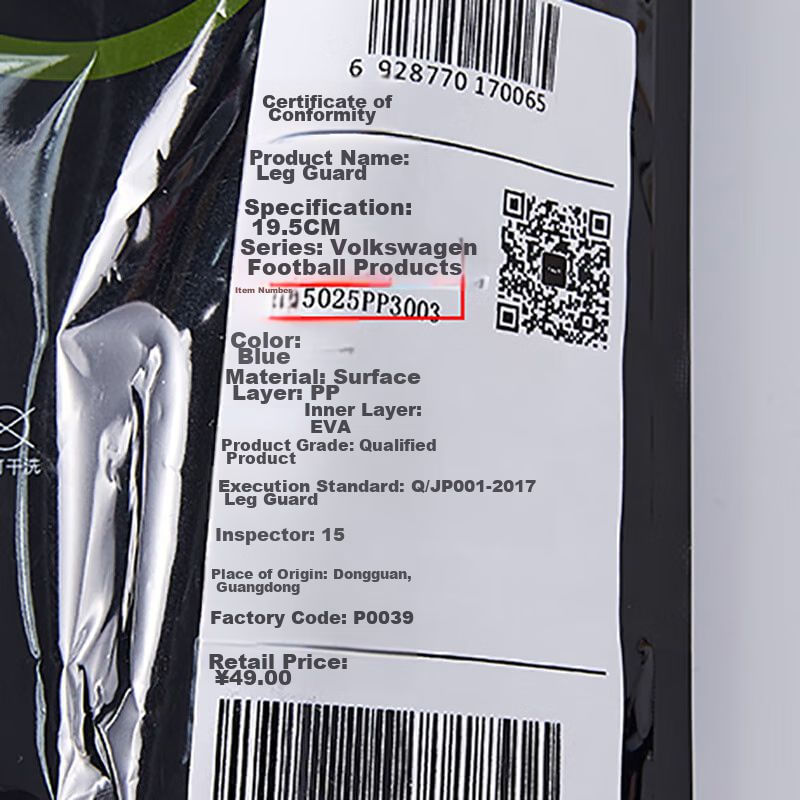 6 928770 170065
Certificate of
Conformity
Product Name:
Leg Guard
Specification:
19.5CM
Series: Volkswagen
Football Products
Item Number
5025PP3003
Color:
Blue
Material: Surface
Layer: PP
Inner Layer:
EVA
Product Grade: Qualified
Product
Execution Standard: Q/JP001-2017
Leg Guard
Inspector: 15
Place of Origin: Dongguan,
Guangdong
Factory Code: P0039
Retail Price:
¥49.00
干洗